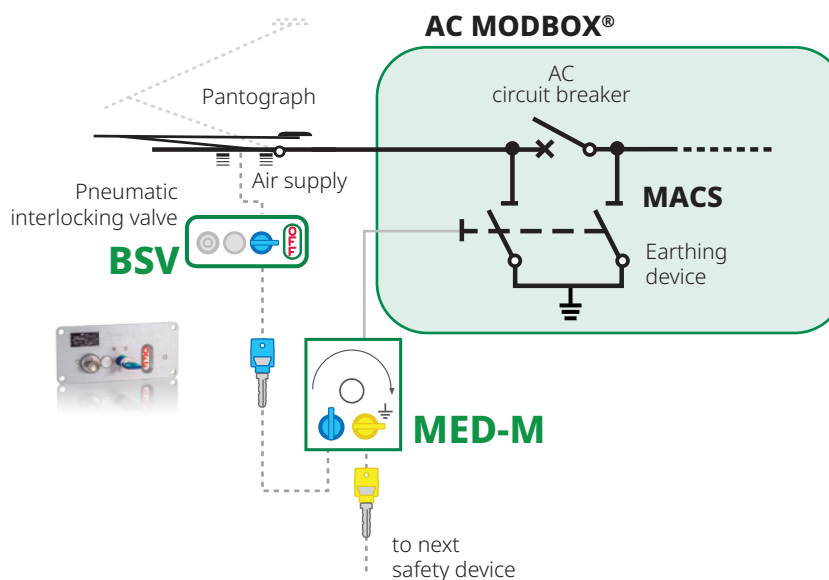 AC MODBOX®
AC
circuit breaker
Pantograph
Air supply
Pneumatic
interlocking valve
BSV
OFF
MACS
Earthing
device
MED-M
to next
safety device